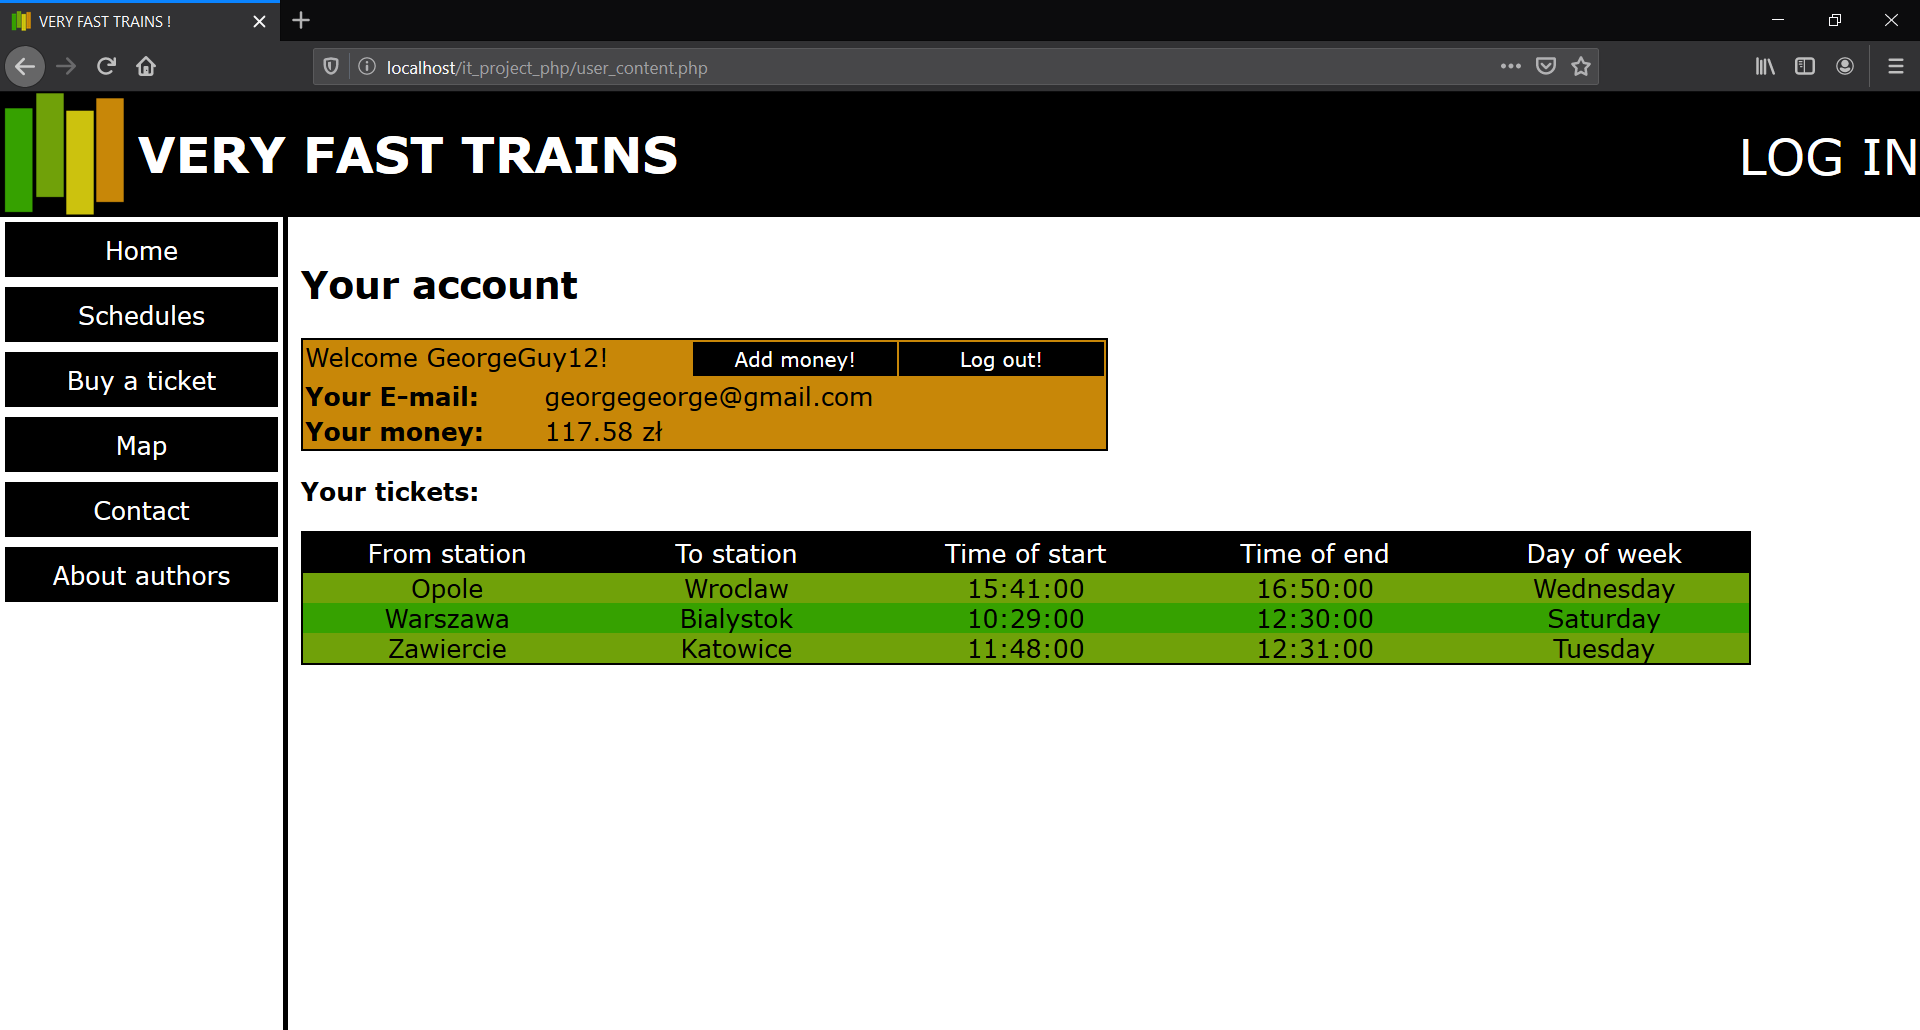 VERY FAST TRAINS !
localhost/it_project_php/user_content.php
VERY FAST TRAINS
LOG IN
Home
Schedules
Buy a ticket
Map
Contact
About authors
Your account
Welcome GeorgeGuy12! Add money! Log out!
Your E-mail: georgegeorge@gmail.com
Your money: 117.58 zł
Your tickets:
From station To station Time of start Time of end Day of week
Opole Wroclaw 15:41:00 16:50:00 Wednesday
Warszawa Bialystok 10:29:00 12:30:00 Saturday
Zawiercie Katowice 11:48:00 12:31:00 Tuesday